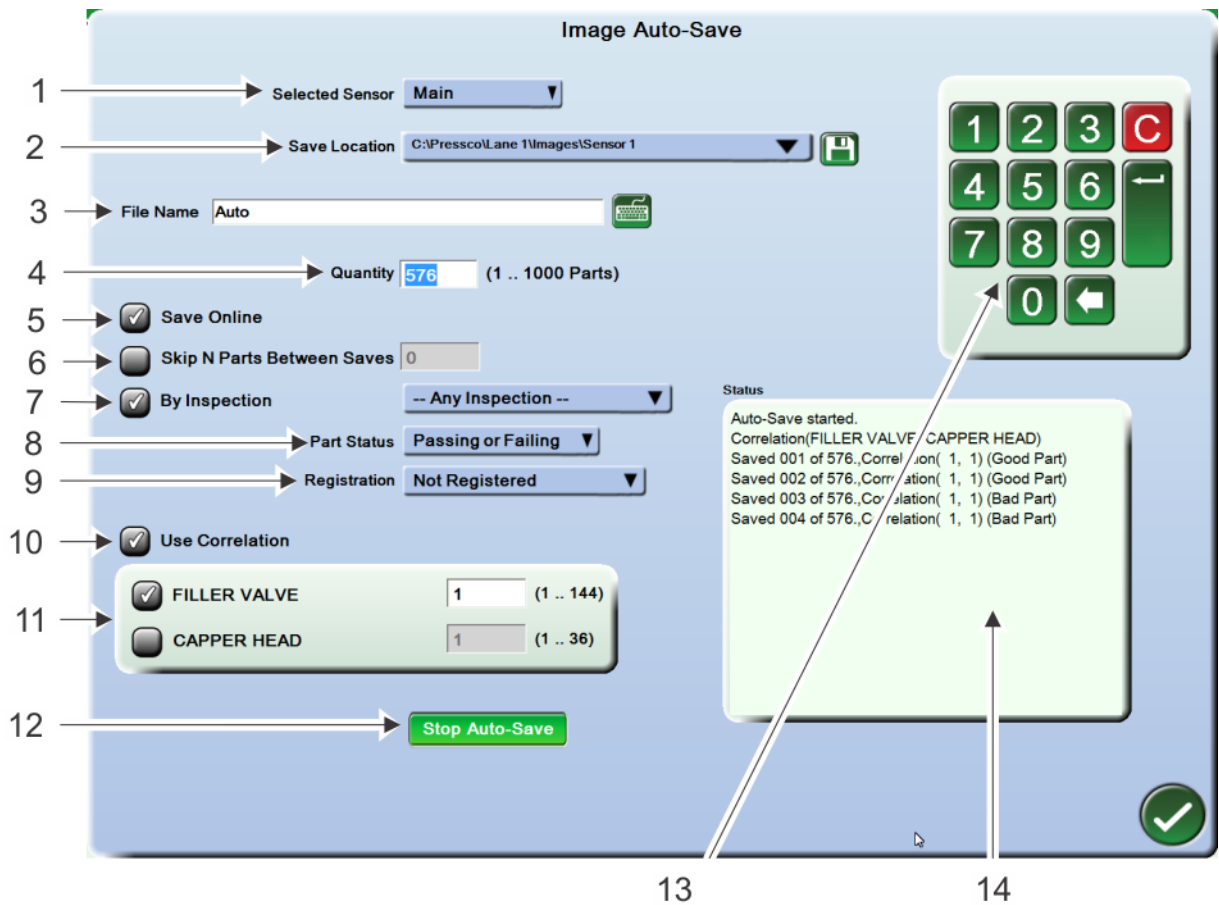 Image Auto-Save
1 Selected Sensor Main
2 Save Location C:\Pressco\Lane 1\Images\Sensor 1
3 File Name Auto
4 Quantity 576 (1 .. 1000 Parts)
5 Save Online
6 Skip N Parts Between Saves 0
7 By Inspection -- Any Inspection --
8 Part Status Passing or Failing
9 Registration Not Registered
10 Use Correlation
11
FILLER VALVE 1 (1 .. 144)
CAPPER HEAD 1 (1 .. 36)
12 Stop Auto-Save
1 2 3 C
4 5 6
7 8 9
0
Status
Auto-Save started.
Correlation(FILLER VALVE, CAPPER HEAD)
Saved 001 of 576.,Correlation( 1, 1) (Good Part)
Saved 002 of 576.,Correlation( 1, 1) (Good Part)
Saved 003 of 576.,Correlation( 1, 1) (Bad Part)
Saved 004 of 576.,Correlation( 1, 1) (Bad Part)
13 14